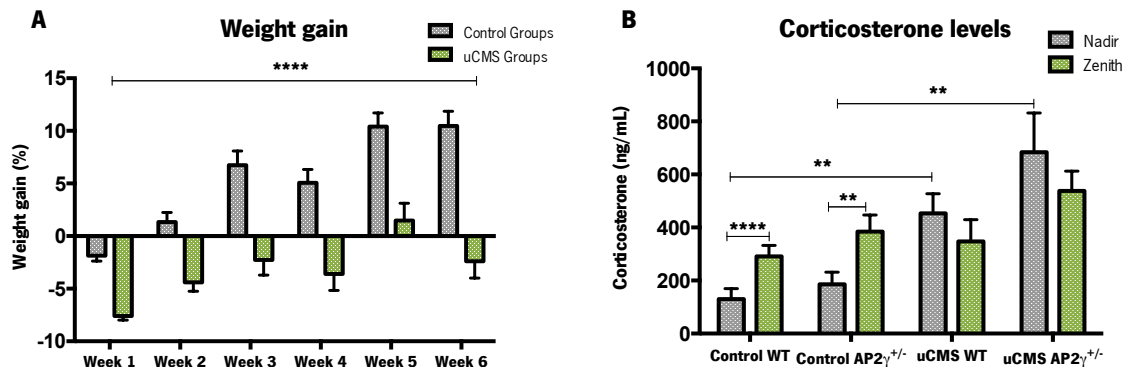 A
Weight gain
Control Groups
uCMS Groups
****
15
10
5
0
-5
-10
Weight gain (%)
Week 1 Week 2 Week 3 Week 4 Week 5 Week 6
B
Corticosterone levels
Nadir
Zenith
1000
800
600
400
200
0
Corticosterone (ng/mL)
**
**
**
****
Control WT Control AP2γ+/- uCMS WT uCMS AP2γ+/-